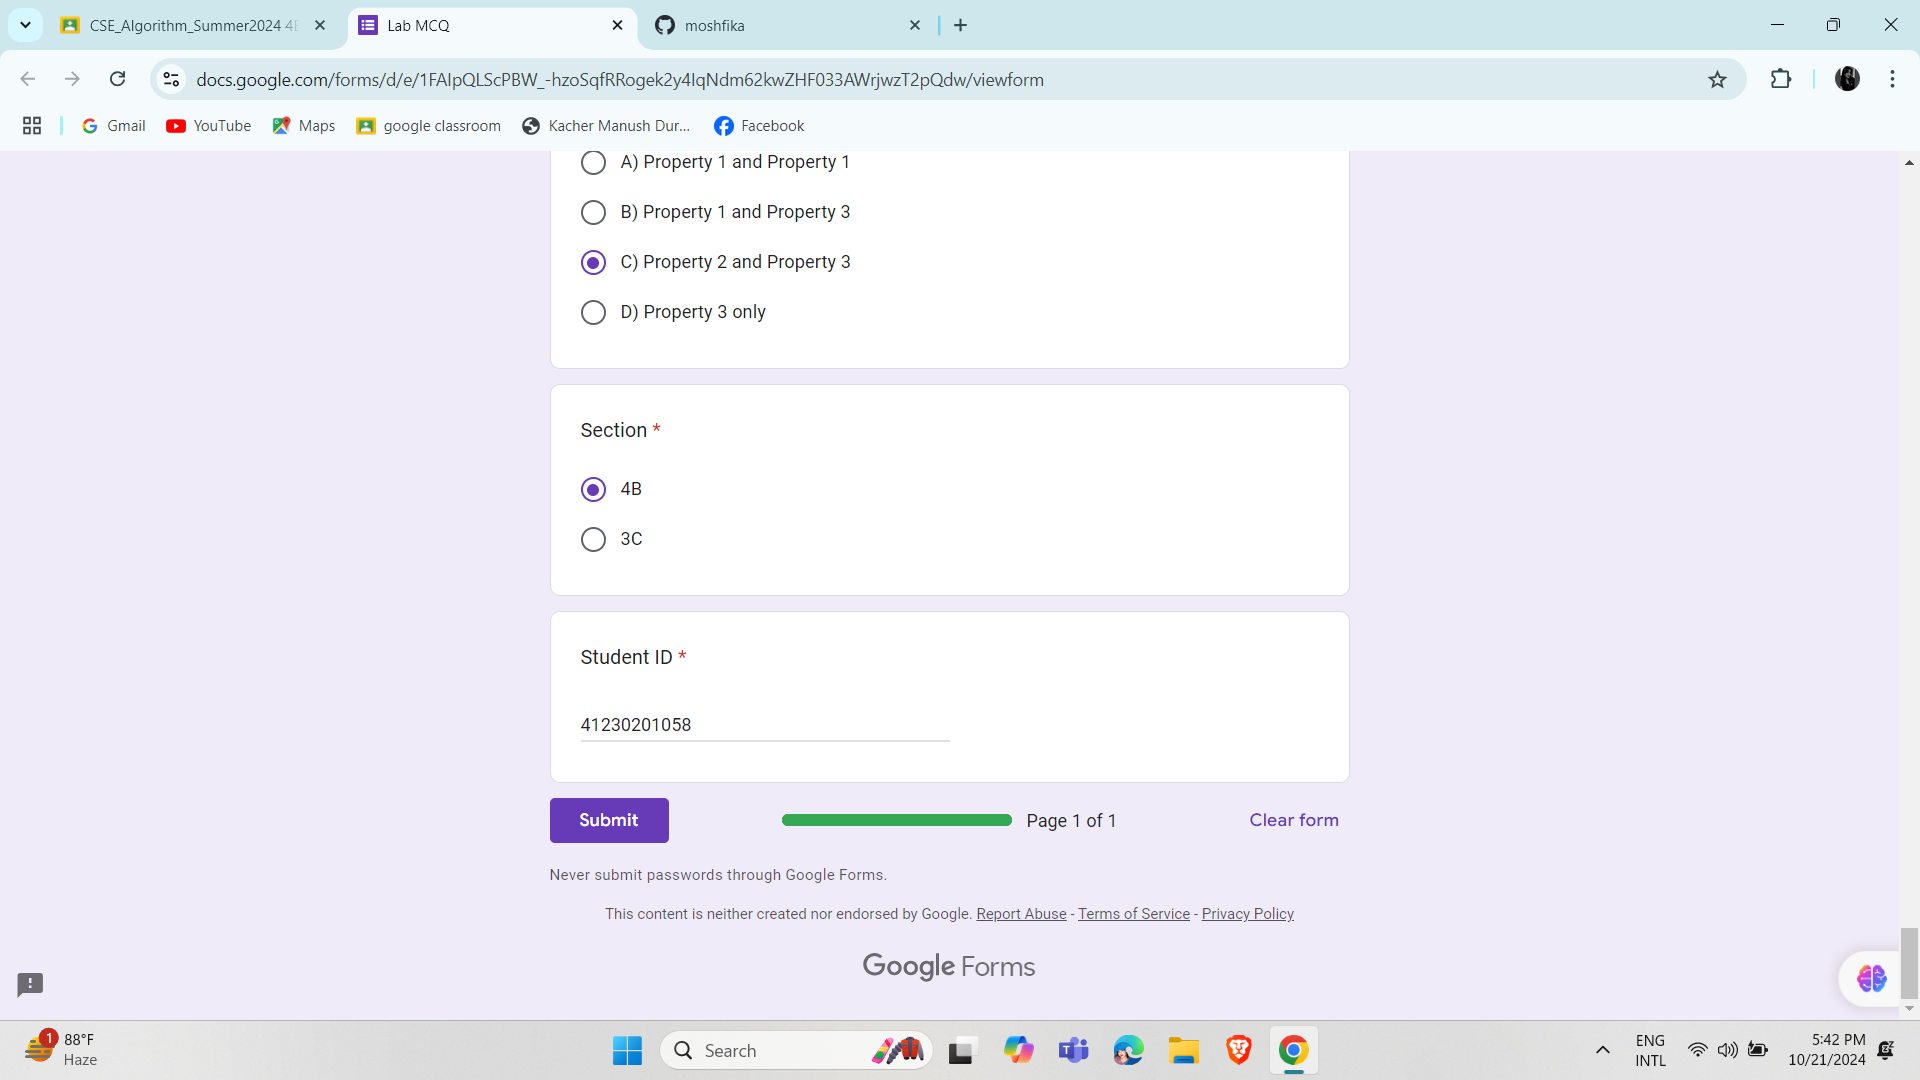 CSE_Algorithm_Summer2024 4B
Lab MCQ
moshfika
docs.google.com/forms/d/e/1FAIpQLScPBW_-hzoSqfRRogek2y4IqNdm62kwZHF033AWrjwzT2pQdw/viewform
Gmail
YouTube
Maps
google classroom
Kacher Manush Dur...
Facebook
A) Property 1 and Property 1
B) Property 1 and Property 3
C) Property 2 and Property 3
D) Property 3 only
Section *
4B
3C
Student ID *
41230201058
Submit
Page 1 of 1
Clear form
Never submit passwords through Google Forms.
This content is neither created nor endorsed by Google. Report Abuse - Terms of Service - Privacy Policy
Google Forms
1
88°F
Haze
Search
ENG
INTL
5:42 PM
10/21/2024